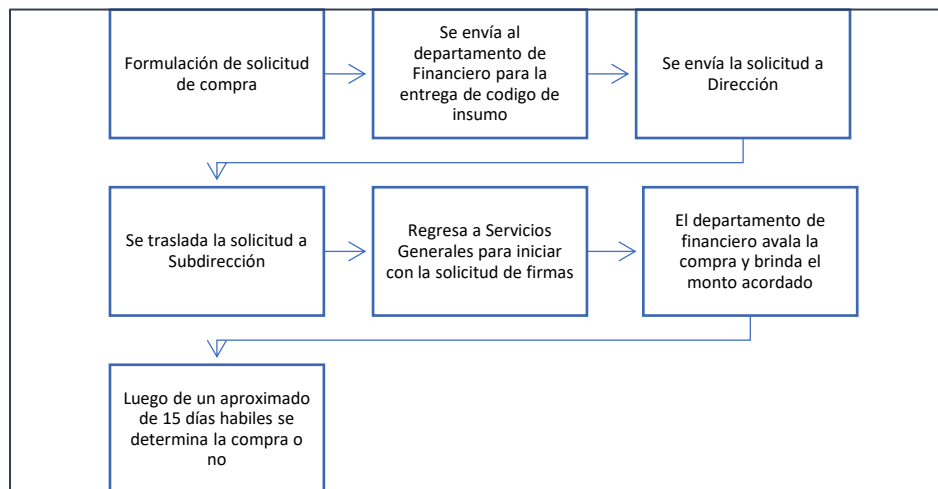 Formulación de solicitud
de compra
Se envía al
departamento de
Financiero para la
entrega de codigo de
insumo
Se envía la solicitud a
Dirección
Se traslada la solicitud a
Subdirección
Regresa a Servicios
Generales para iniciar
con la solicitud de firmas
El departamento de
financiero avala la
compra y brinda el
monto acordado
Luego de un aproximado
de 15 días habiles se
determina la compra o
no